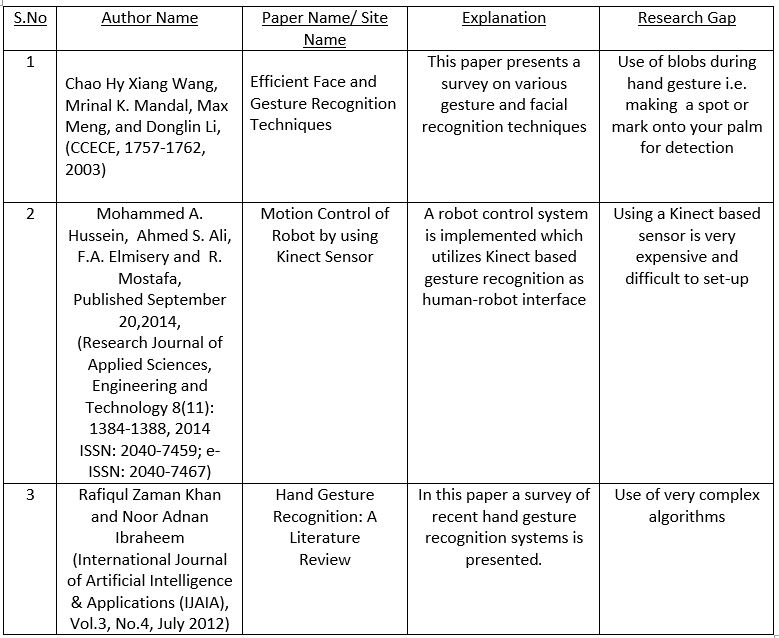 S.No
Author Name
Paper Name/ Site
Name
Explanation
Research Gap
1
Chao Hy Xiang Wang,
Mrinal K. Mandal, Max
Meng, and Donglin Li,
(CCECE, 1757-1762,
2003)
Efficient Face and
Gesture Recognition
Techniques
This paper presents a
survey on various
gesture and facial
recognition techniques
Use of blobs during
hand gesture i.e.
making  a spot or
mark onto your palm
for detection
2
Mohammed A.
Hussein,  Ahmed S. Ali,
F.A. Elmisery and  R.
Mostafa,
Published September
20,2014,
(Research Journal of
Applied Sciences,
Engineering and
Technology 8(11):
1384-1388, 2014
ISSN: 2040-7459; e-
ISSN: 2040-7467)
Motion Control of
Robot by using
Kinect Sensor
A robot control system
is implemented which
utilizes Kinect based
gesture recognition as
human-robot interface
Using a Kinect based
sensor is very
expensive and
difficult to set-up
3
Rafiqul Zaman Khan
and Noor Adnan
Ibraheem
(International Journal
of Artificial Intelligence
& Applications (IJAIA),
Vol.3, No.4, July 2012)
Hand Gesture
Recognition: A
Literature
Review
In this paper a survey of
recent hand gesture
recognition systems is
presented.
Use of very complex
algorithms